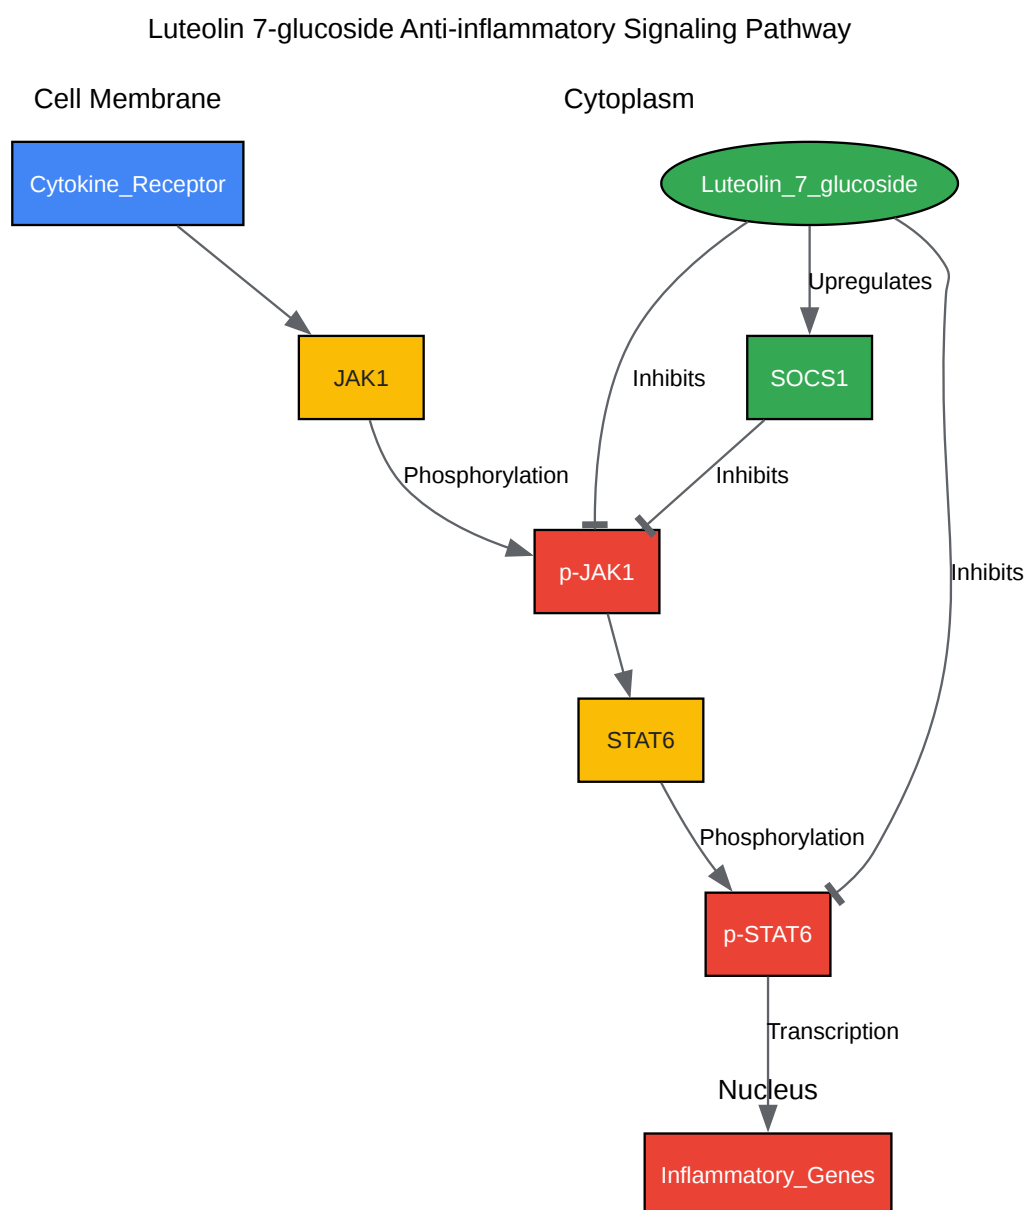 Luteolin 7-glucoside Anti-inflammatory Signaling Pathway
Cell Membrane
Cytoplasm
Cytokine_Receptor
Luteolin_7_glucoside
Upregulates
JAK1
Inhibits
SOCS1
Phosphorylation
Inhibits
p-JAK1
Inhibits
STAT6
Phosphorylation
p-STAT6
Transcription
Nucleus
Inflammatory_Genes